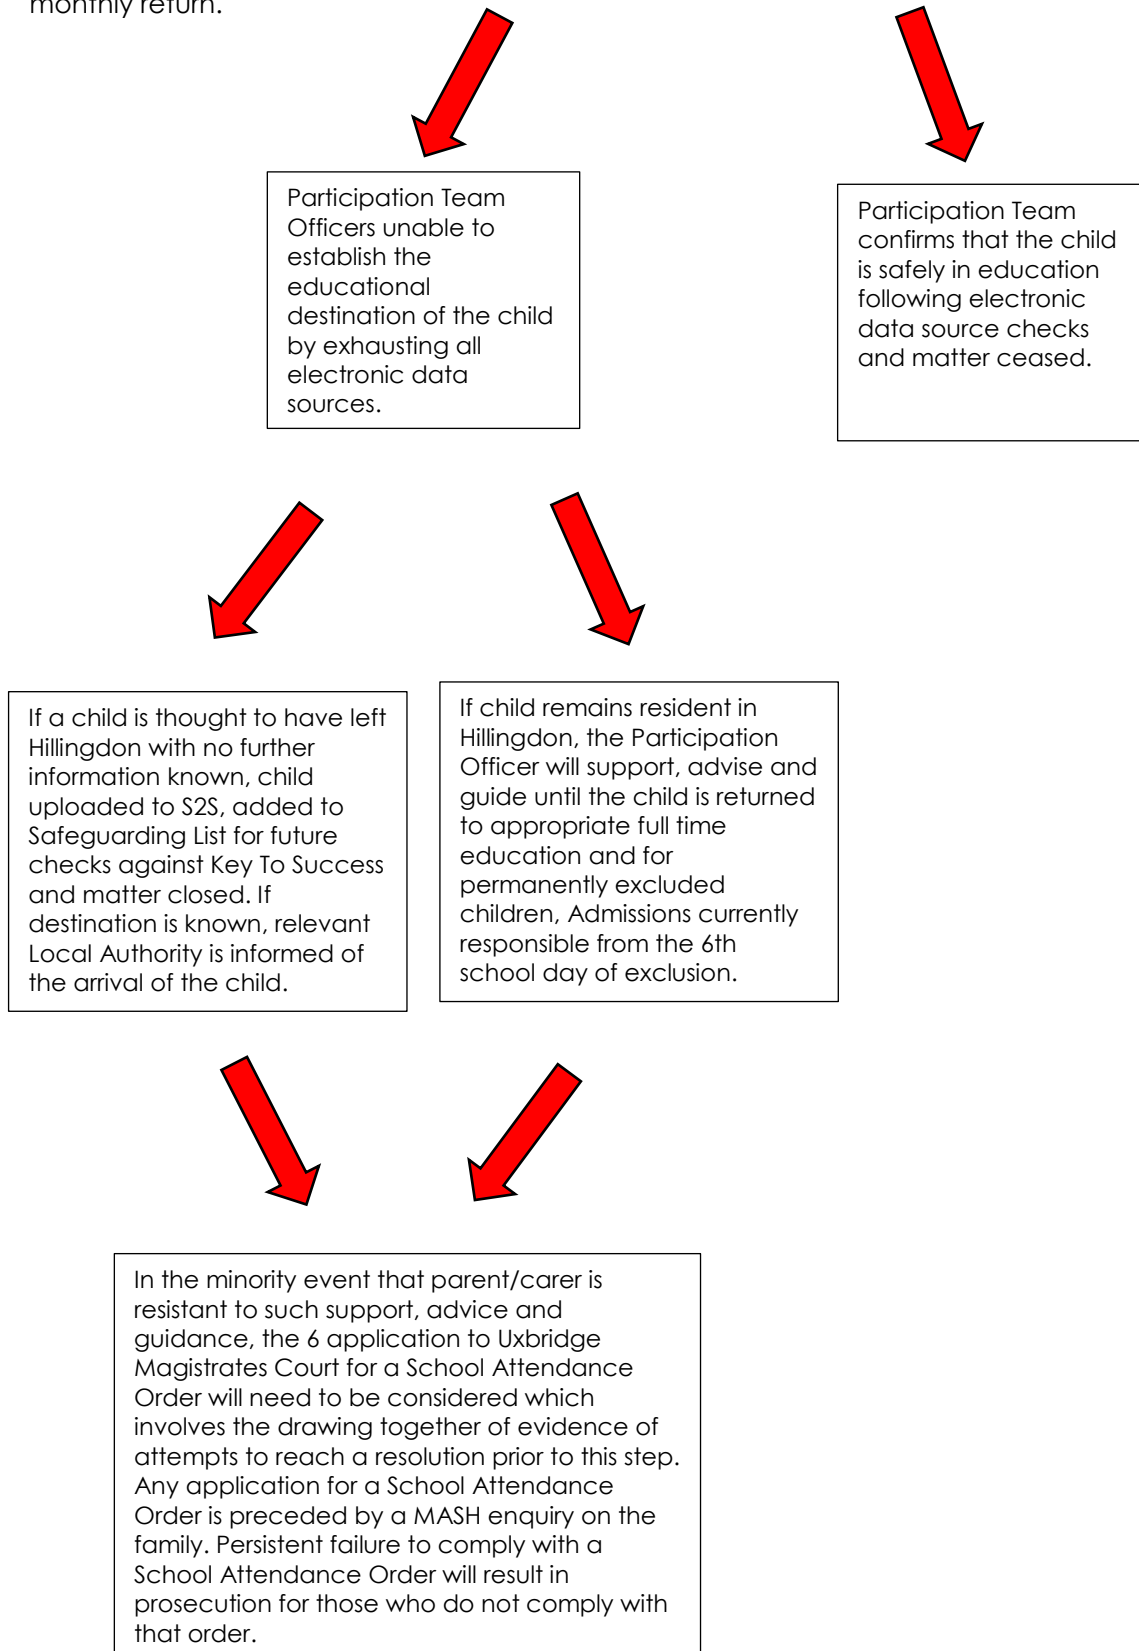 monthly return.
Participation Team
Officers unable to
establish the
educational
destination of the child
by exhausting all
electronic data
sources.
Participation Team
confirms that the child
is safely in education
following electronic
data source checks
and matter ceased.
If a child is thought to have left
Hillingdon with no further
information known, child
uploaded to S2S, added to
Safeguarding List for future
checks against Key To Success
and matter closed. If
destination is known, relevant
Local Authority is informed of
the arrival of the child.
If child remains resident in
Hillingdon, the Participation
Officer will support, advise and
guide until the child is returned
to appropriate full time
education and for
permanently excluded
children, Admissions currently
responsible from the 6th
school day of exclusion.
In the minority event that parent/carer is
resistant to such support, advice and
guidance, the 6 application to Uxbridge
Magistrates Court for a School Attendance
Order will need to be considered which
involves the drawing together of evidence of
attempts to reach a resolution prior to this step.
Any application for a School Attendance
Order is preceded by a MASH enquiry on the
family. Persistent failure to comply with a
School Attendance Order will result in
prosecution for those who do not comply with
that order.